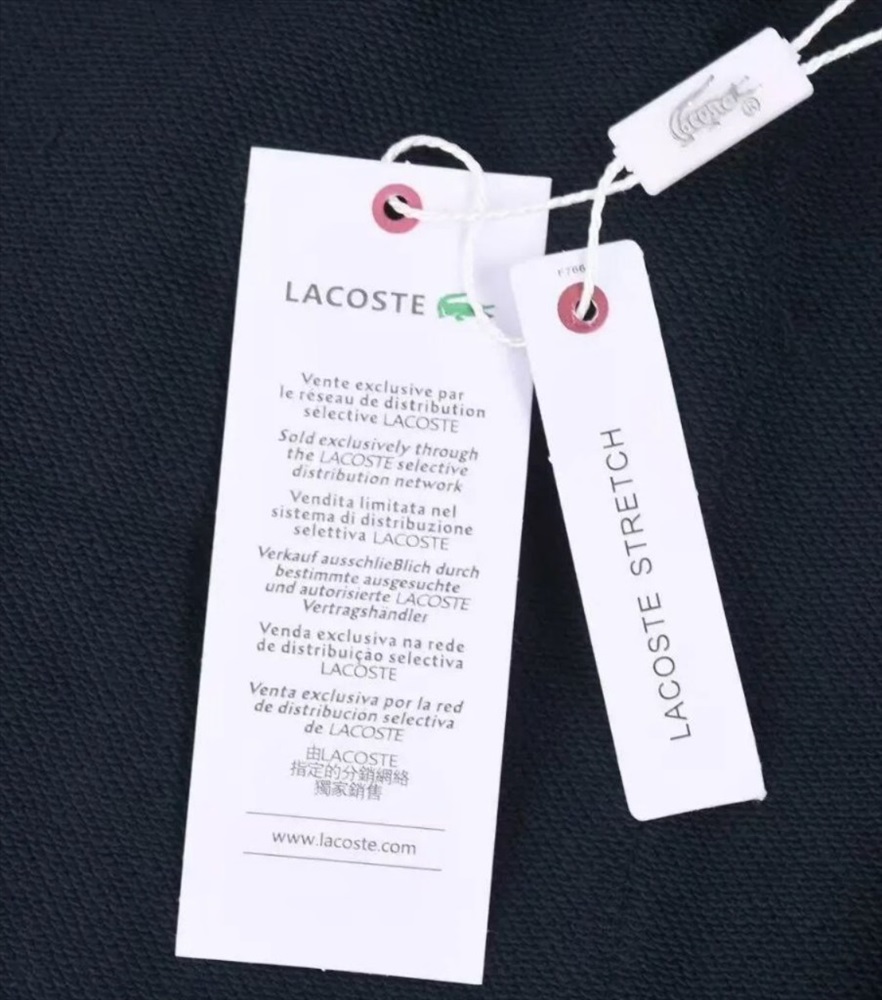 Lacoste
LACOSTE
Vente exclusive par
le réseau de distribution
sélective LACOSTE
Sold exclusively through
the LACOSTE selective
distribution network
Vendita limitata nel
sistema di distribuzione
selettiva LACOSTE
Verkauf ausschlieBlich durch
bestimmte ausgesuchte
und autorisierte LACOSTE
Vertragshändler
Venda exclusiva na rede
de distribuição selectiva
LACOSTE
Venta exclusiva por la red
de distribución selectiva
de LACOSTE
由LACOSTE
指定的分銷網絡
獨家銷售
www.lacoste.com
LACOSTE STRETCH